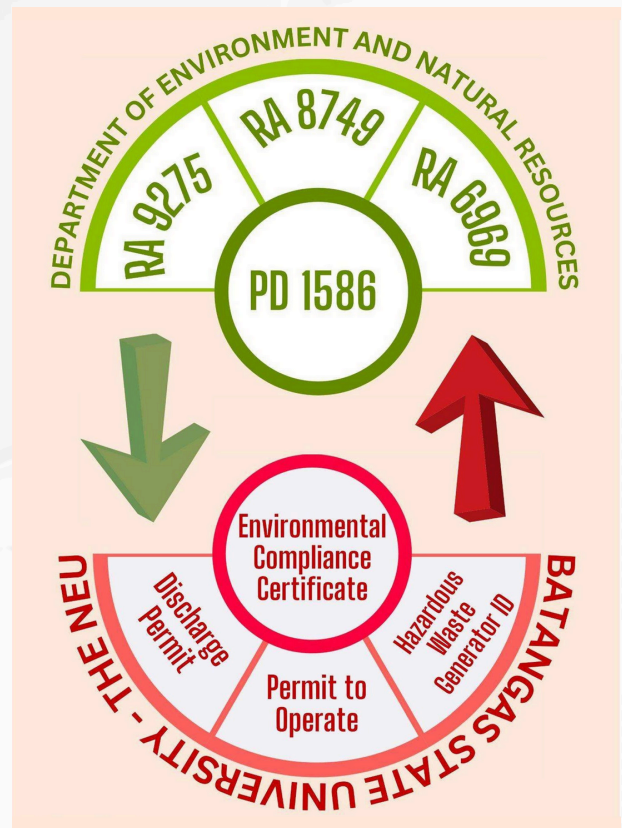 DEPARTMENT OF ENVIRONMENT AND NATURAL RESOURCES
RA 9275
RA 8749
RA 6969
PD 1586
Environmental
Compliance
Certificate
Discharge
Permit
Permit to
Operate
Hazardous
Waste
Generator ID
BATANGAS STATE UNIVERSITY - THE NEU